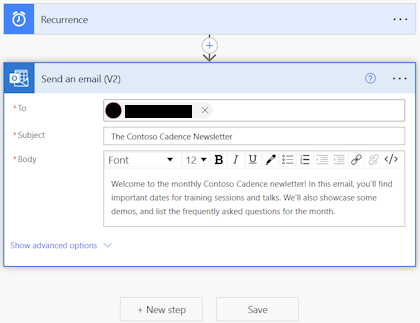 Recurrence
Send an email (V2)
* To
* Subject
The Contoso Cadence Newsletter
* Body
Font 12 B I U </>
Welcome to the monthly Contoso Cadence newletter! In this email, you'll find
important dates for training sessions and talks. We'll also showcase some
demos, and list the frequently asked questions for the month.
Show advanced options
+ New step
Save